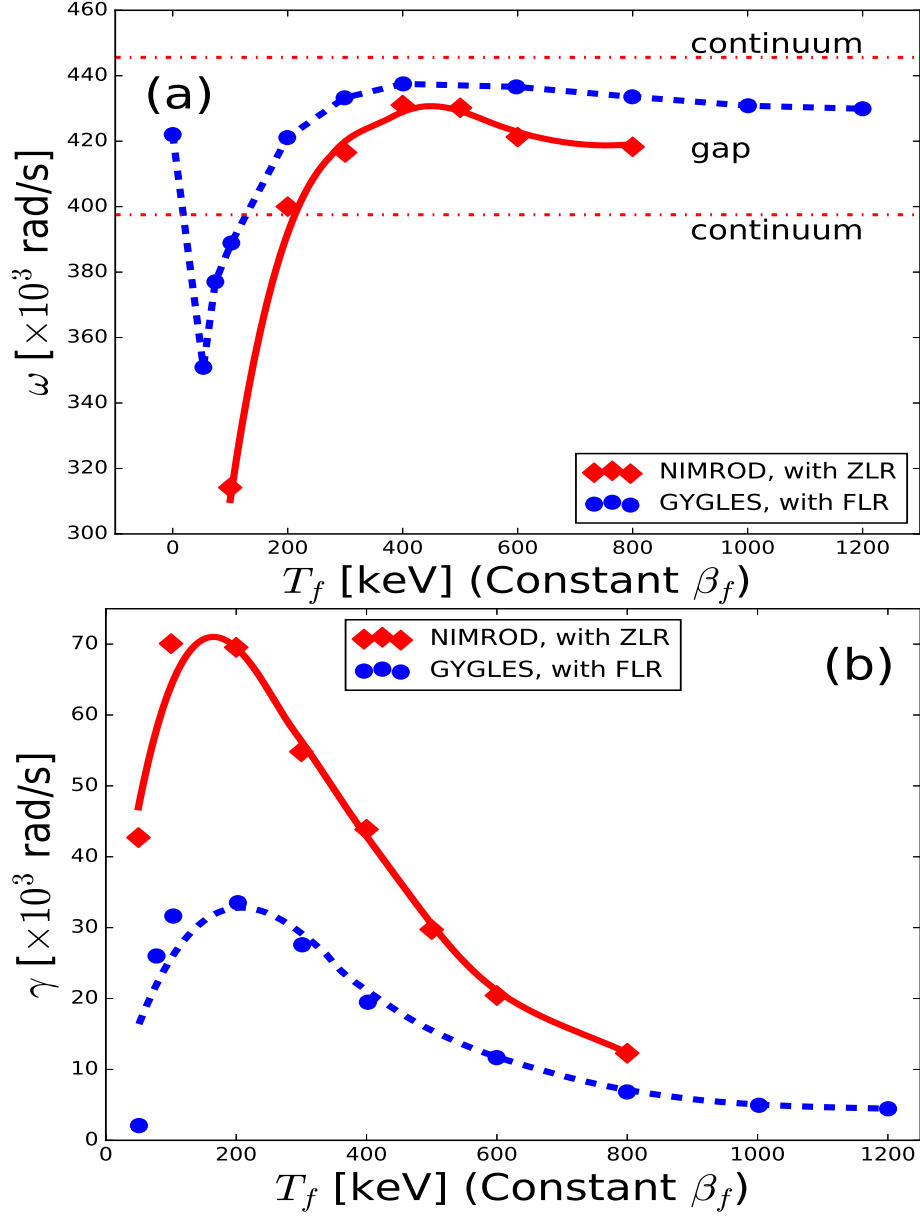 460
440
420
400
380
360
340
320
300
ω [×10³ rad/s]
(a)
continuum
gap
continuum
NIMROD, with ZLR
GYGLES, with FLR
0 200 400 600 800 1000 1200
T_f [keV] (Constant β_f)
70
60
50
40
30
20
10
0
γ [×10³ rad/s]
NIMROD, with ZLR
GYGLES, with FLR
(b)
0 200 400 600 800 1000 1200
T_f [keV] (Constant β_f)